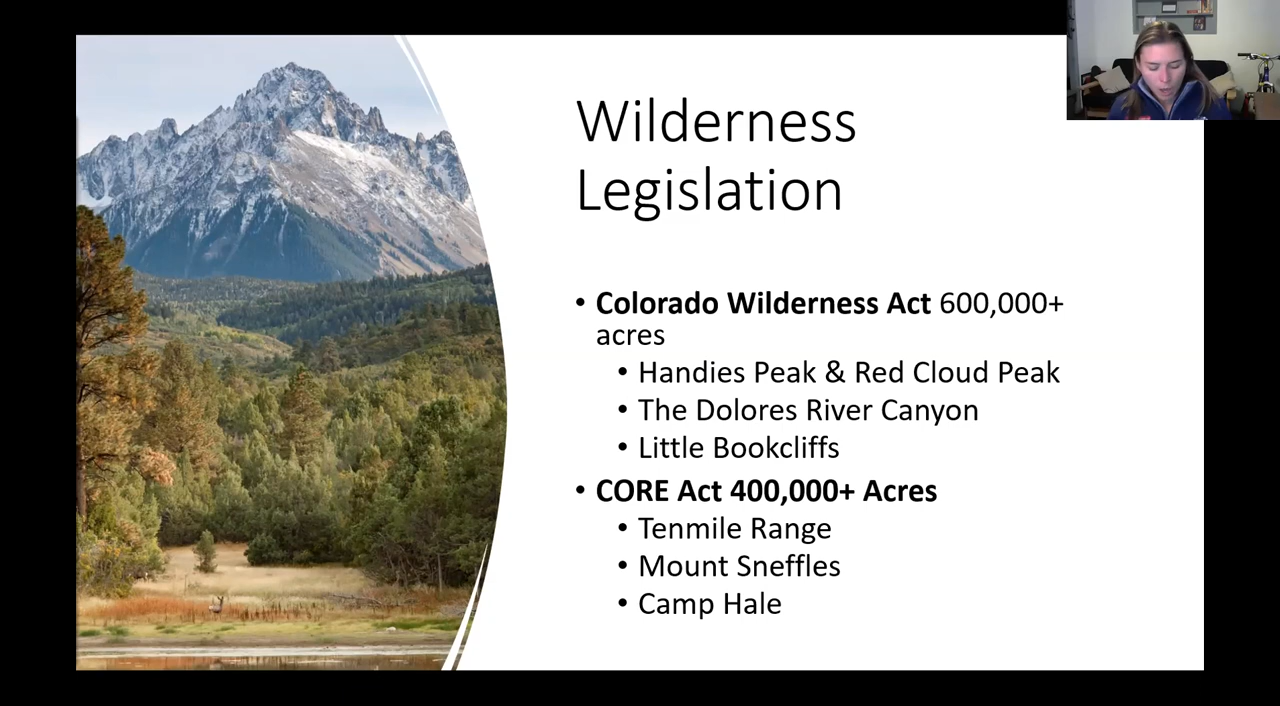 Wilderness
Legislation
• Colorado Wilderness Act 600,000+
acres
• Handies Peak & Red Cloud Peak
• The Dolores River Canyon
• Little Bookcliffs
• CORE Act 400,000+ Acres
• Tenmile Range
• Mount Sneffles
• Camp Hale